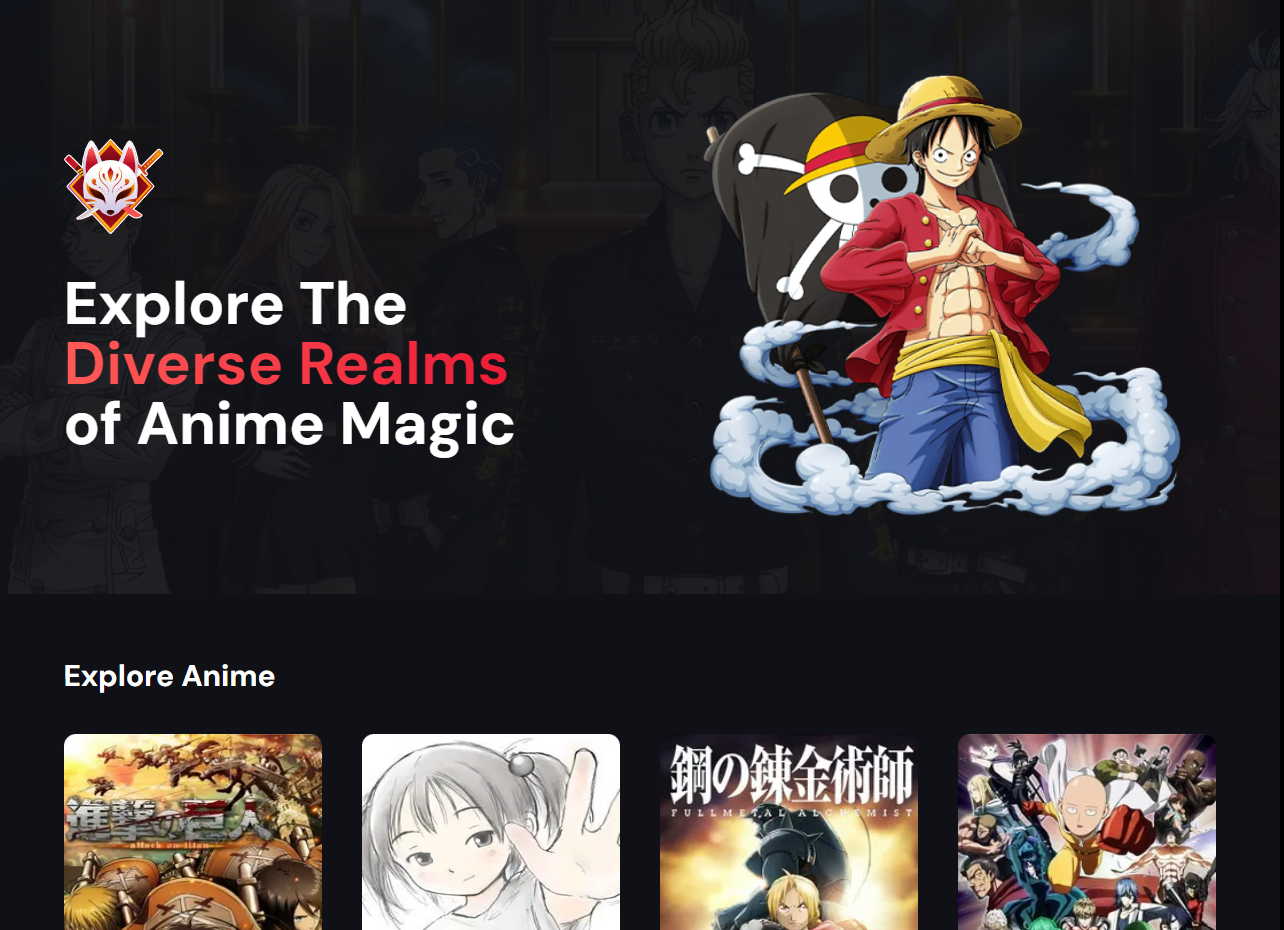 Explore The
Diverse Realms
of Anime Magic
Explore Anime
進撃の巨人
attack on titan
鋼の錬金術師
FULLMETAL ALCHEMIST